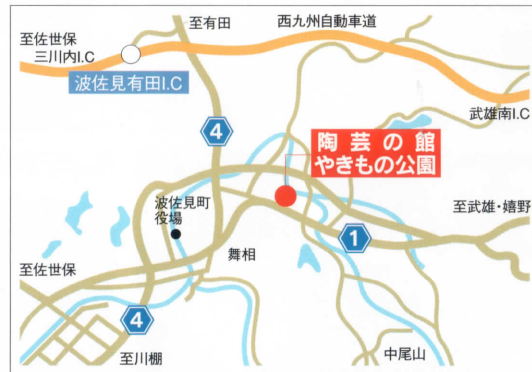 至有田
西九州自動車道
至佐世保
三川内I.C
波佐見有田I.C
武雄南I.C
4
陶芸の館
やきもの公園
波佐見町
役場
至武雄・嬉野
1
舞相
至佐世保
4
至川棚
中尾山